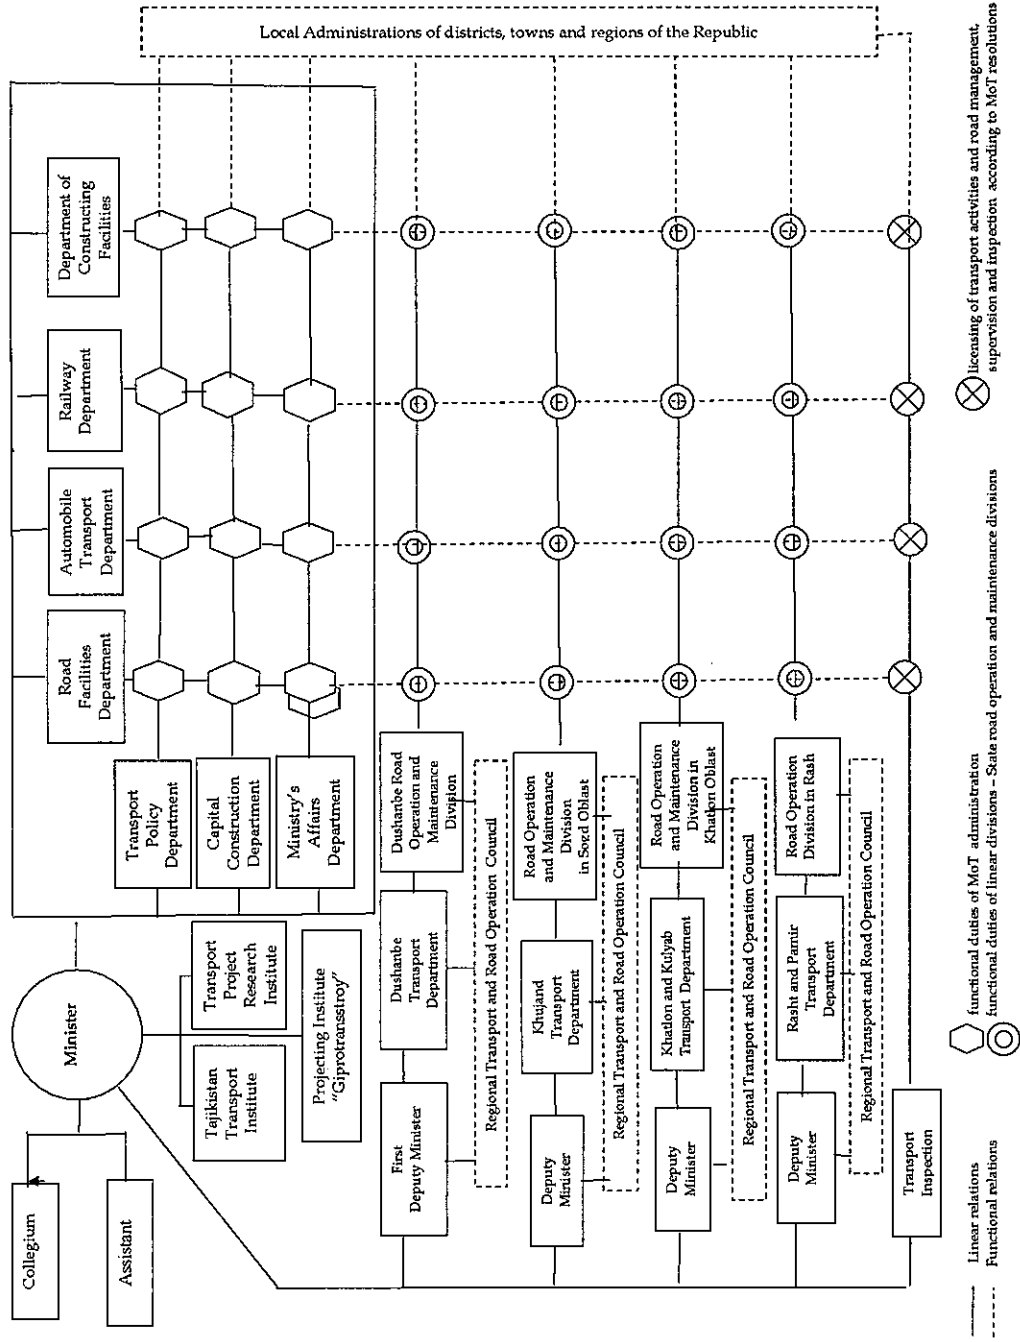 Local Administrations of districts, towns and regions of the Republic
Department of
Constructing
Facilities
Railway
Department
Automobile
Transport
Department
Road
Facilities
Department
Transport
Policy
Department
Capital
Construction
Department
Ministry's
Affairs
Department
Minister
Collegium
Assistant
Transport
Project
Research
Institute
Tajikistan
Transport
Institute
Projecting Institute
"Giprotransstroy"
First
Deputy Minister
Dushanbe
Transport
Department
Dushanbe Road
Operation and
Maintenance
Division
Regional Transport and Road Operation Council
Deputy
Minister
Khujand
Transport
Department
Road Operation
and Maintenance
Division
in Sogd Oblast
Regional Transport and Road Operation Council
Deputy
Minister
Khatlon and Kulyab
Transport Department
Road Operation
and Maintenance
Division in
Khatlon Oblast
Regional Transport and Road Operation Council
Deputy
Minister
Rasht and Pamir
Transport
Department
Road Operation
Division in Rash
Regional Transport and Road Operation Council
Transport
Inspection
Linear relations
Functional relations
functional duties of MoT administration
functional duties of linear divisions – State road operation and maintenance divisions
licensing of transport activities and road management,
supervision and inspection according to MoT resolutions